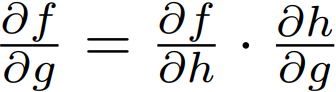 ∂f/∂g = ∂f/∂h · ∂h/∂g